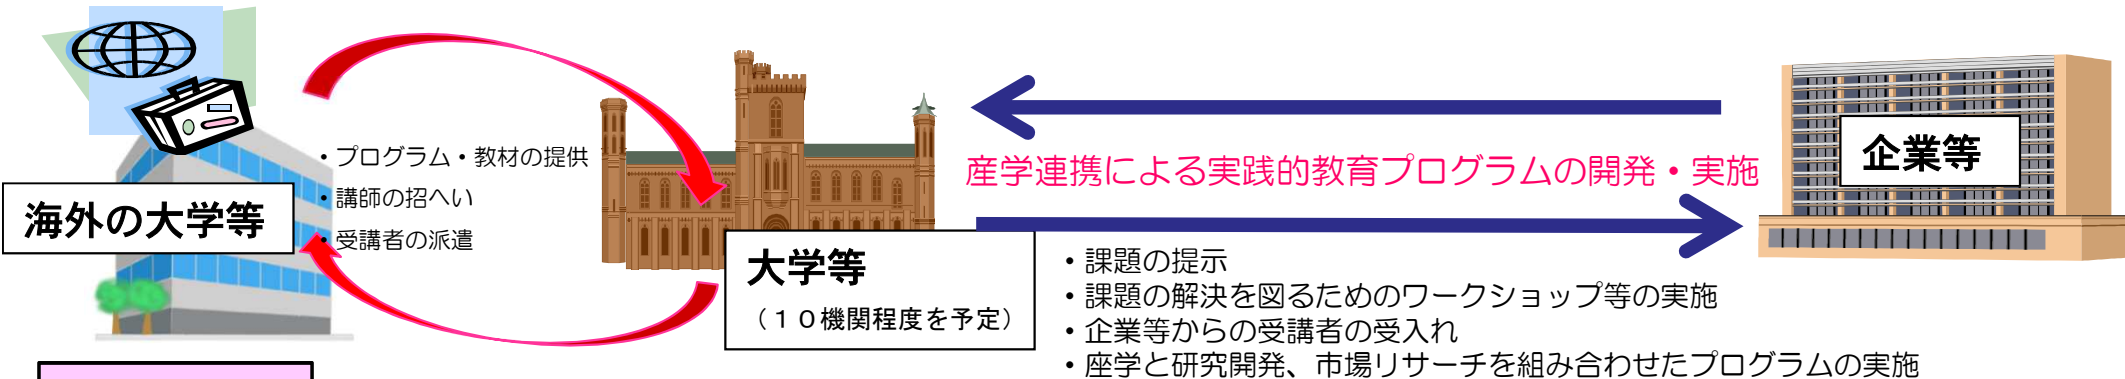 海外の大学等
・プログラム・教材の提供
・講師の招へい
・受講者の派遣
大学等
（１０機関程度を予定）
産学連携による実践的教育プログラムの開発・実施
企業等
・課題の提示
・課題の解決を図るためのワークショップ等の実施
・企業等からの受講者の受入れ
・座学と研究開発、市場リサーチを組み合わせたプログラムの実施